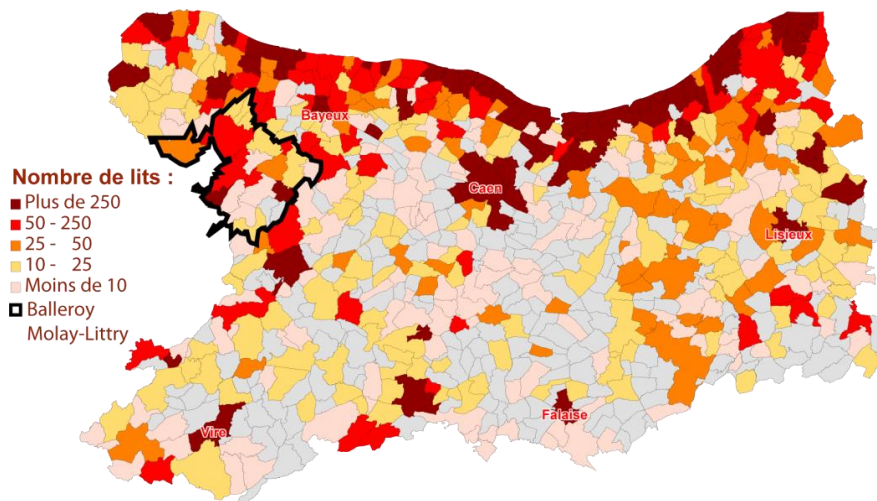 Bayeux
Caen
Nombre de lits :
Plus de 250
50 - 250
25 - 50
10 - 25
Moins de 10
Balleroy
Molay-Littry
Lisieux
Falaise
Vire